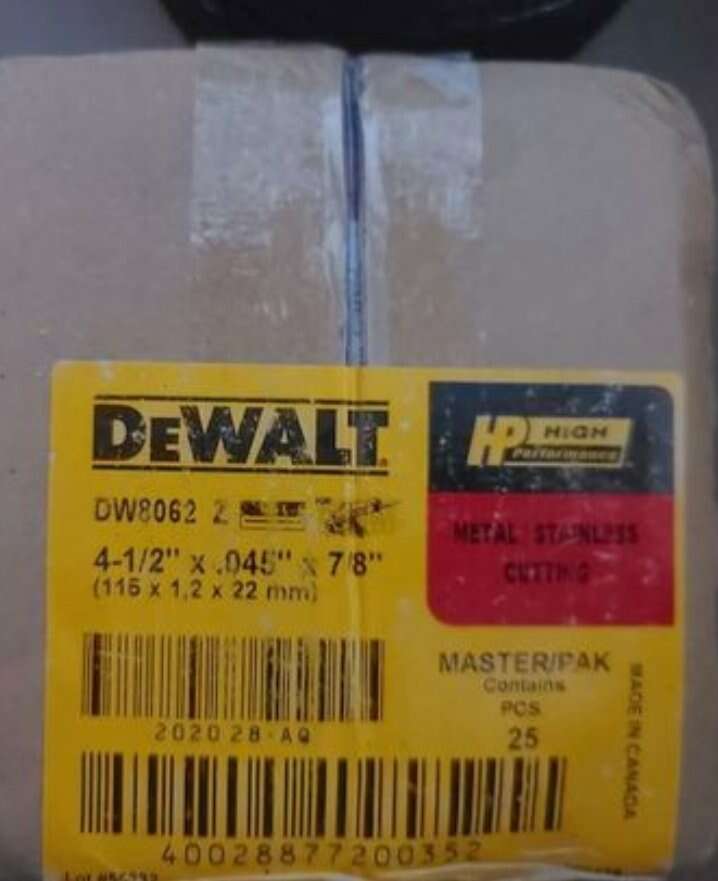 DEWALT
HP HIGH
Performance
DW8062 Z
METAL / STAINLESS
CUTTING
4-1/2" x .045" x 7/8"
(115 x 1,2 x 22 mm)
MASTER/PAK
Contains
PCS
25
MADE IN CANADA
202028-AQ
40028877200352